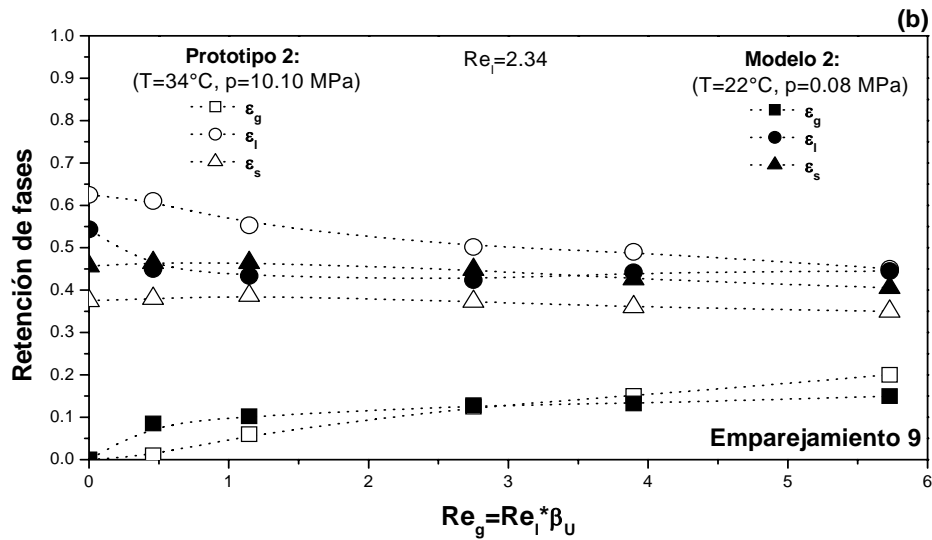 (b)
Prototipo 2:
(T=34°C, p=10.10 MPa)
ε_g
ε_l
ε_s
Re_l=2.34
Modelo 2:
(T=22°C, p=0.08 MPa)
ε_g
ε_l
ε_s
Retención de fases
1.0
0.9
0.8
0.7
0.6
0.5
0.4
0.3
0.2
0.1
0.0
Emparejamiento 9
0 1 2 3 4 5 6
Re_g=Re_l*β_U